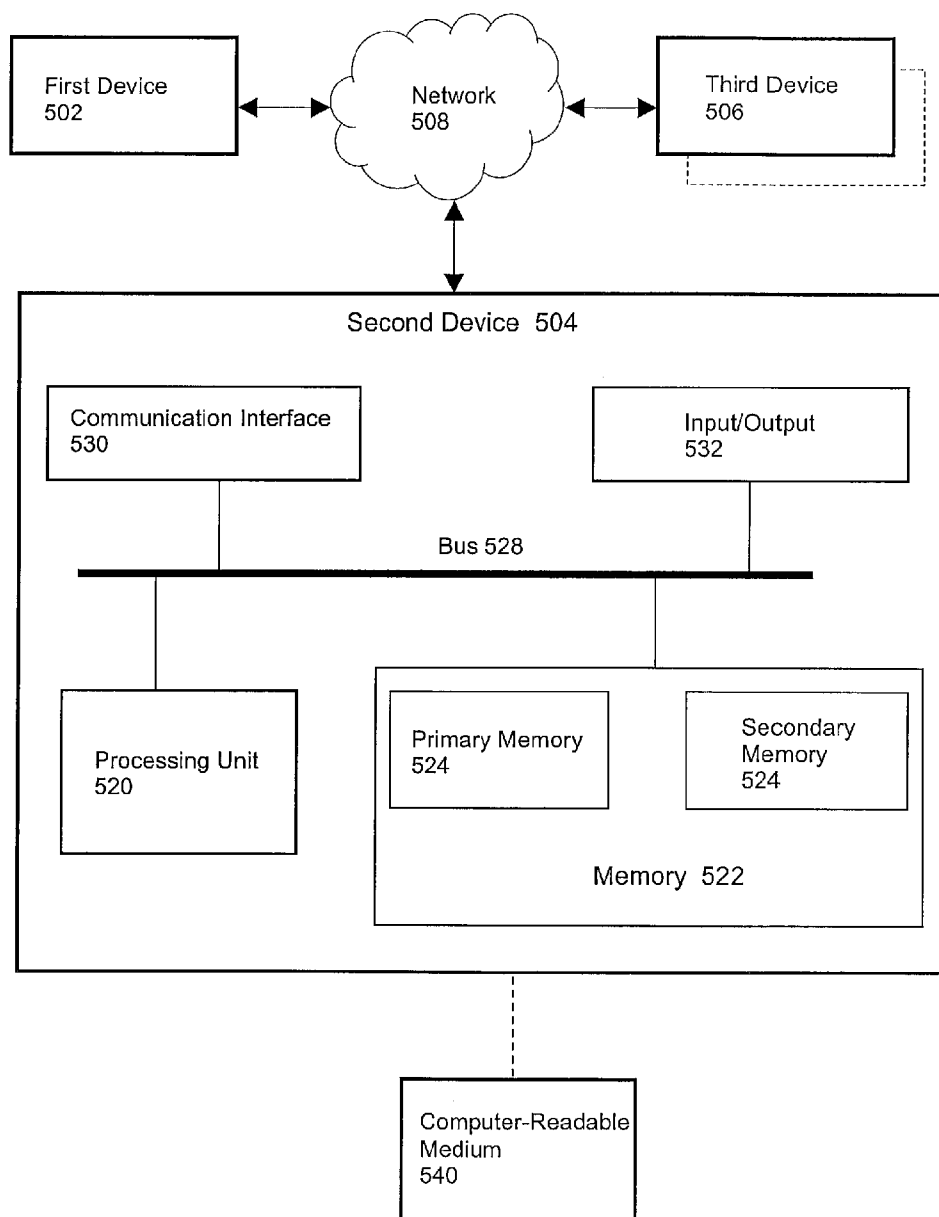 First Device
502
Network
508
Third Device
506
Second Device 504
Communication Interface
530
Input/Output
532
Bus 528
Processing Unit
520
Primary Memory
524
Secondary
Memory
524
Memory 522
Computer-Readable
Medium
540